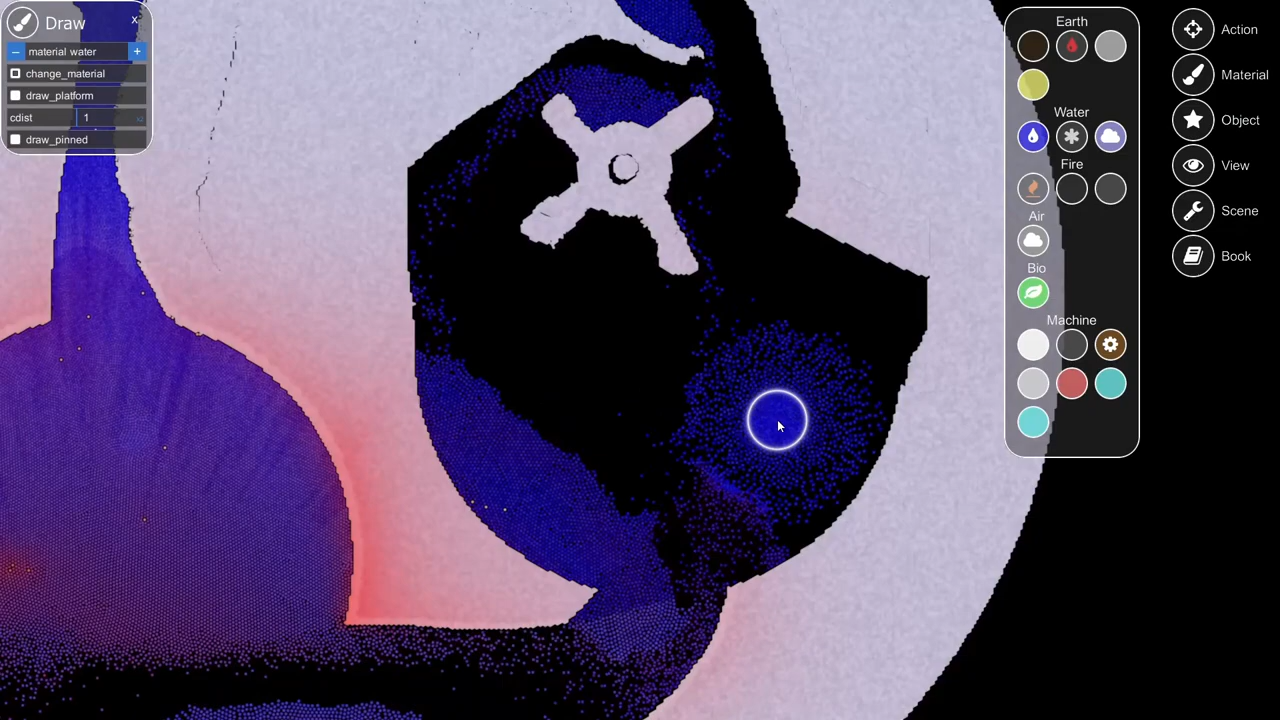 Draw
x
– material water +
change_material
draw_platform
cdist 1
draw_pinned
Earth
Water
Fire
Air
Bio
Machine
Action
Material
Object
View
Scene
Book